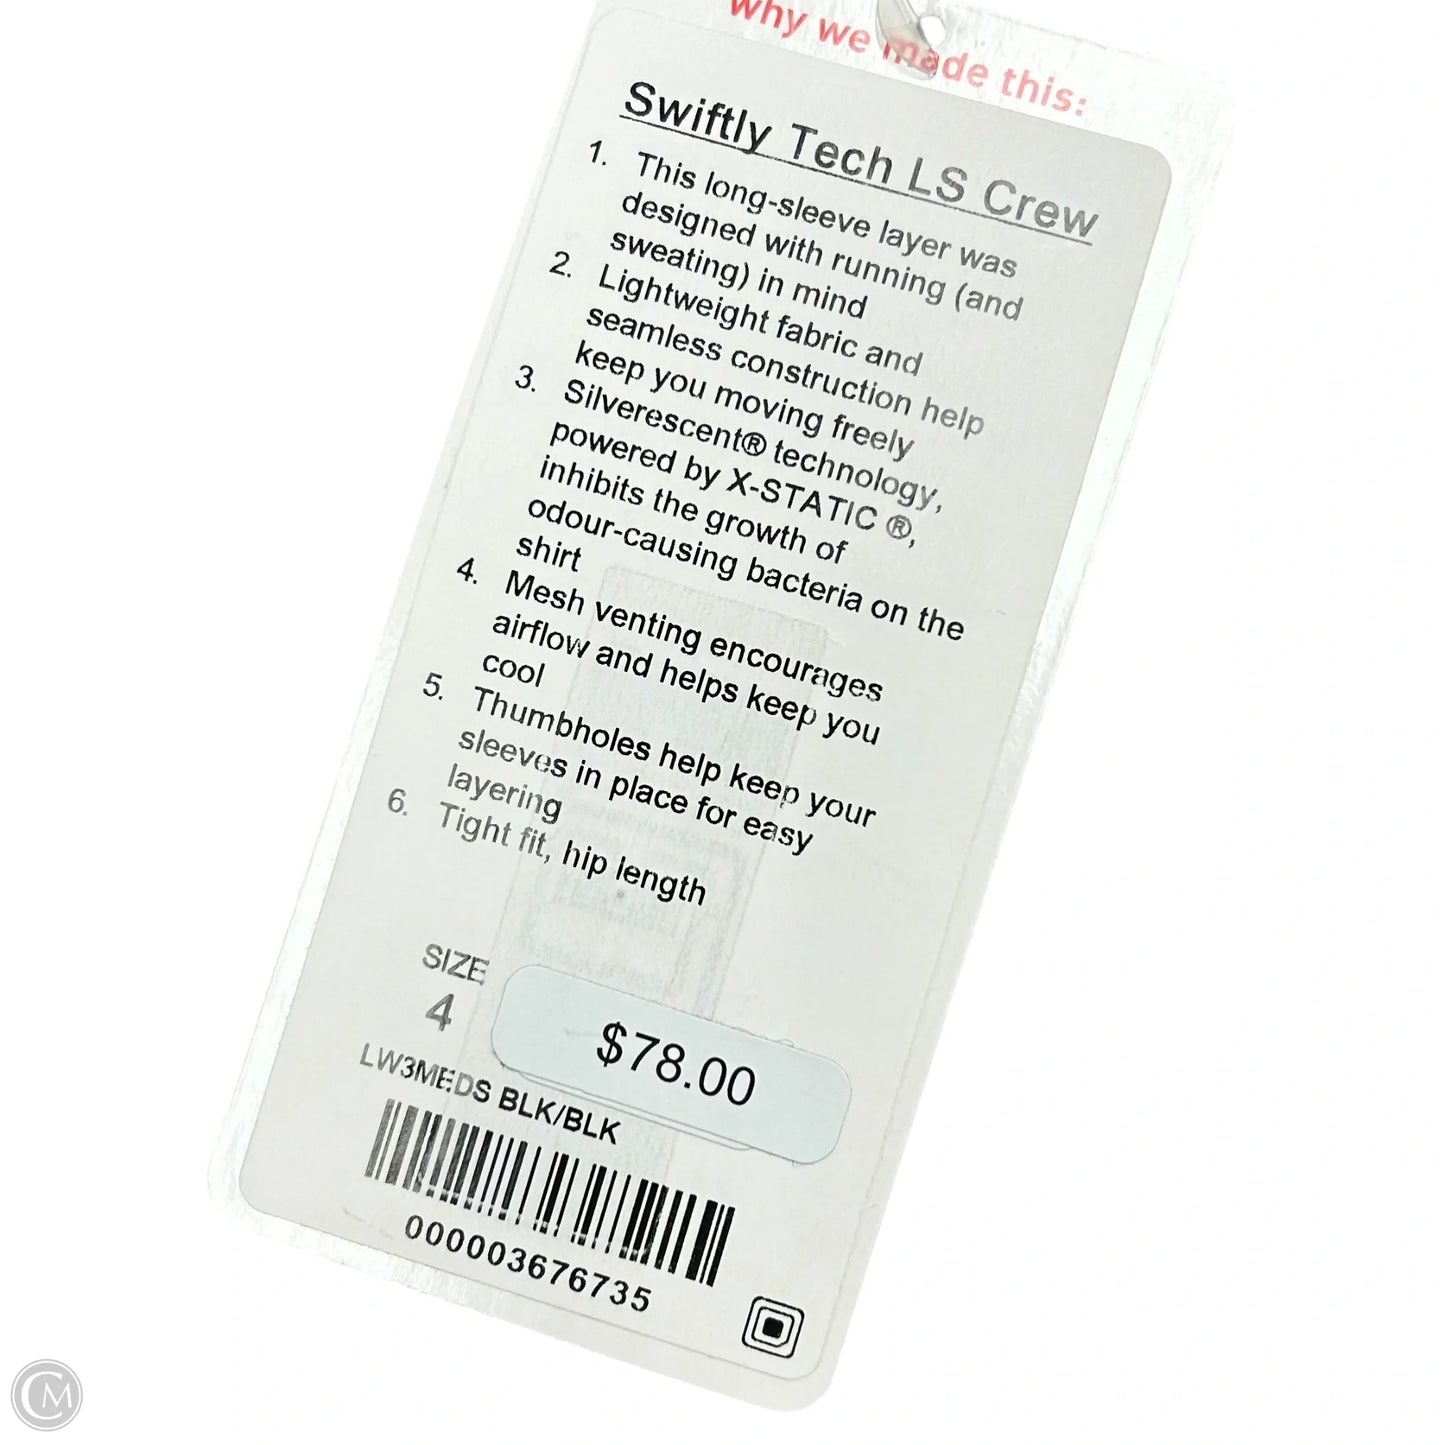 why we made this:
Swiftly Tech LS Crew
1. This long-sleeve layer was
designed with running (and
sweating) in mind
2. Lightweight fabric and
seamless construction help
keep you moving freely
3. Silverescent® technology,
powered by X-STATIC ®,
inhibits the growth of
odour-causing bacteria on the
shirt
4. Mesh venting encourages
airflow and helps keep you
cool
5. Thumbholes help keep your
sleeves in place for easy
layering
6. Tight fit, hip length
SIZE
4
$78.00
LW3MEDS BLK/BLK
000003676735
CM